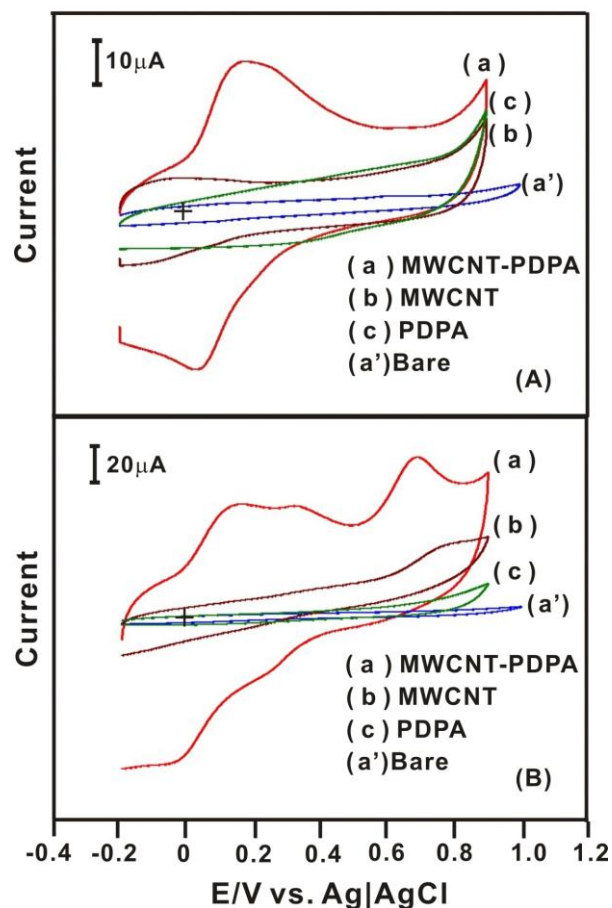 10μA
(a)
(c)
(b)
(a')
Current
(a) MWCNT-PDPA
(b) MWCNT
(c) PDPA
(a')Bare
(A)
20μA
(a)
(b)
(c)
(a')
Current
(a) MWCNT-PDPA
(b) MWCNT
(c) PDPA
(a')Bare
(B)
-0.4 -0.2 0 0.2 0.4 0.6 0.8 1.0 1.2
E/V vs. Ag|AgCl